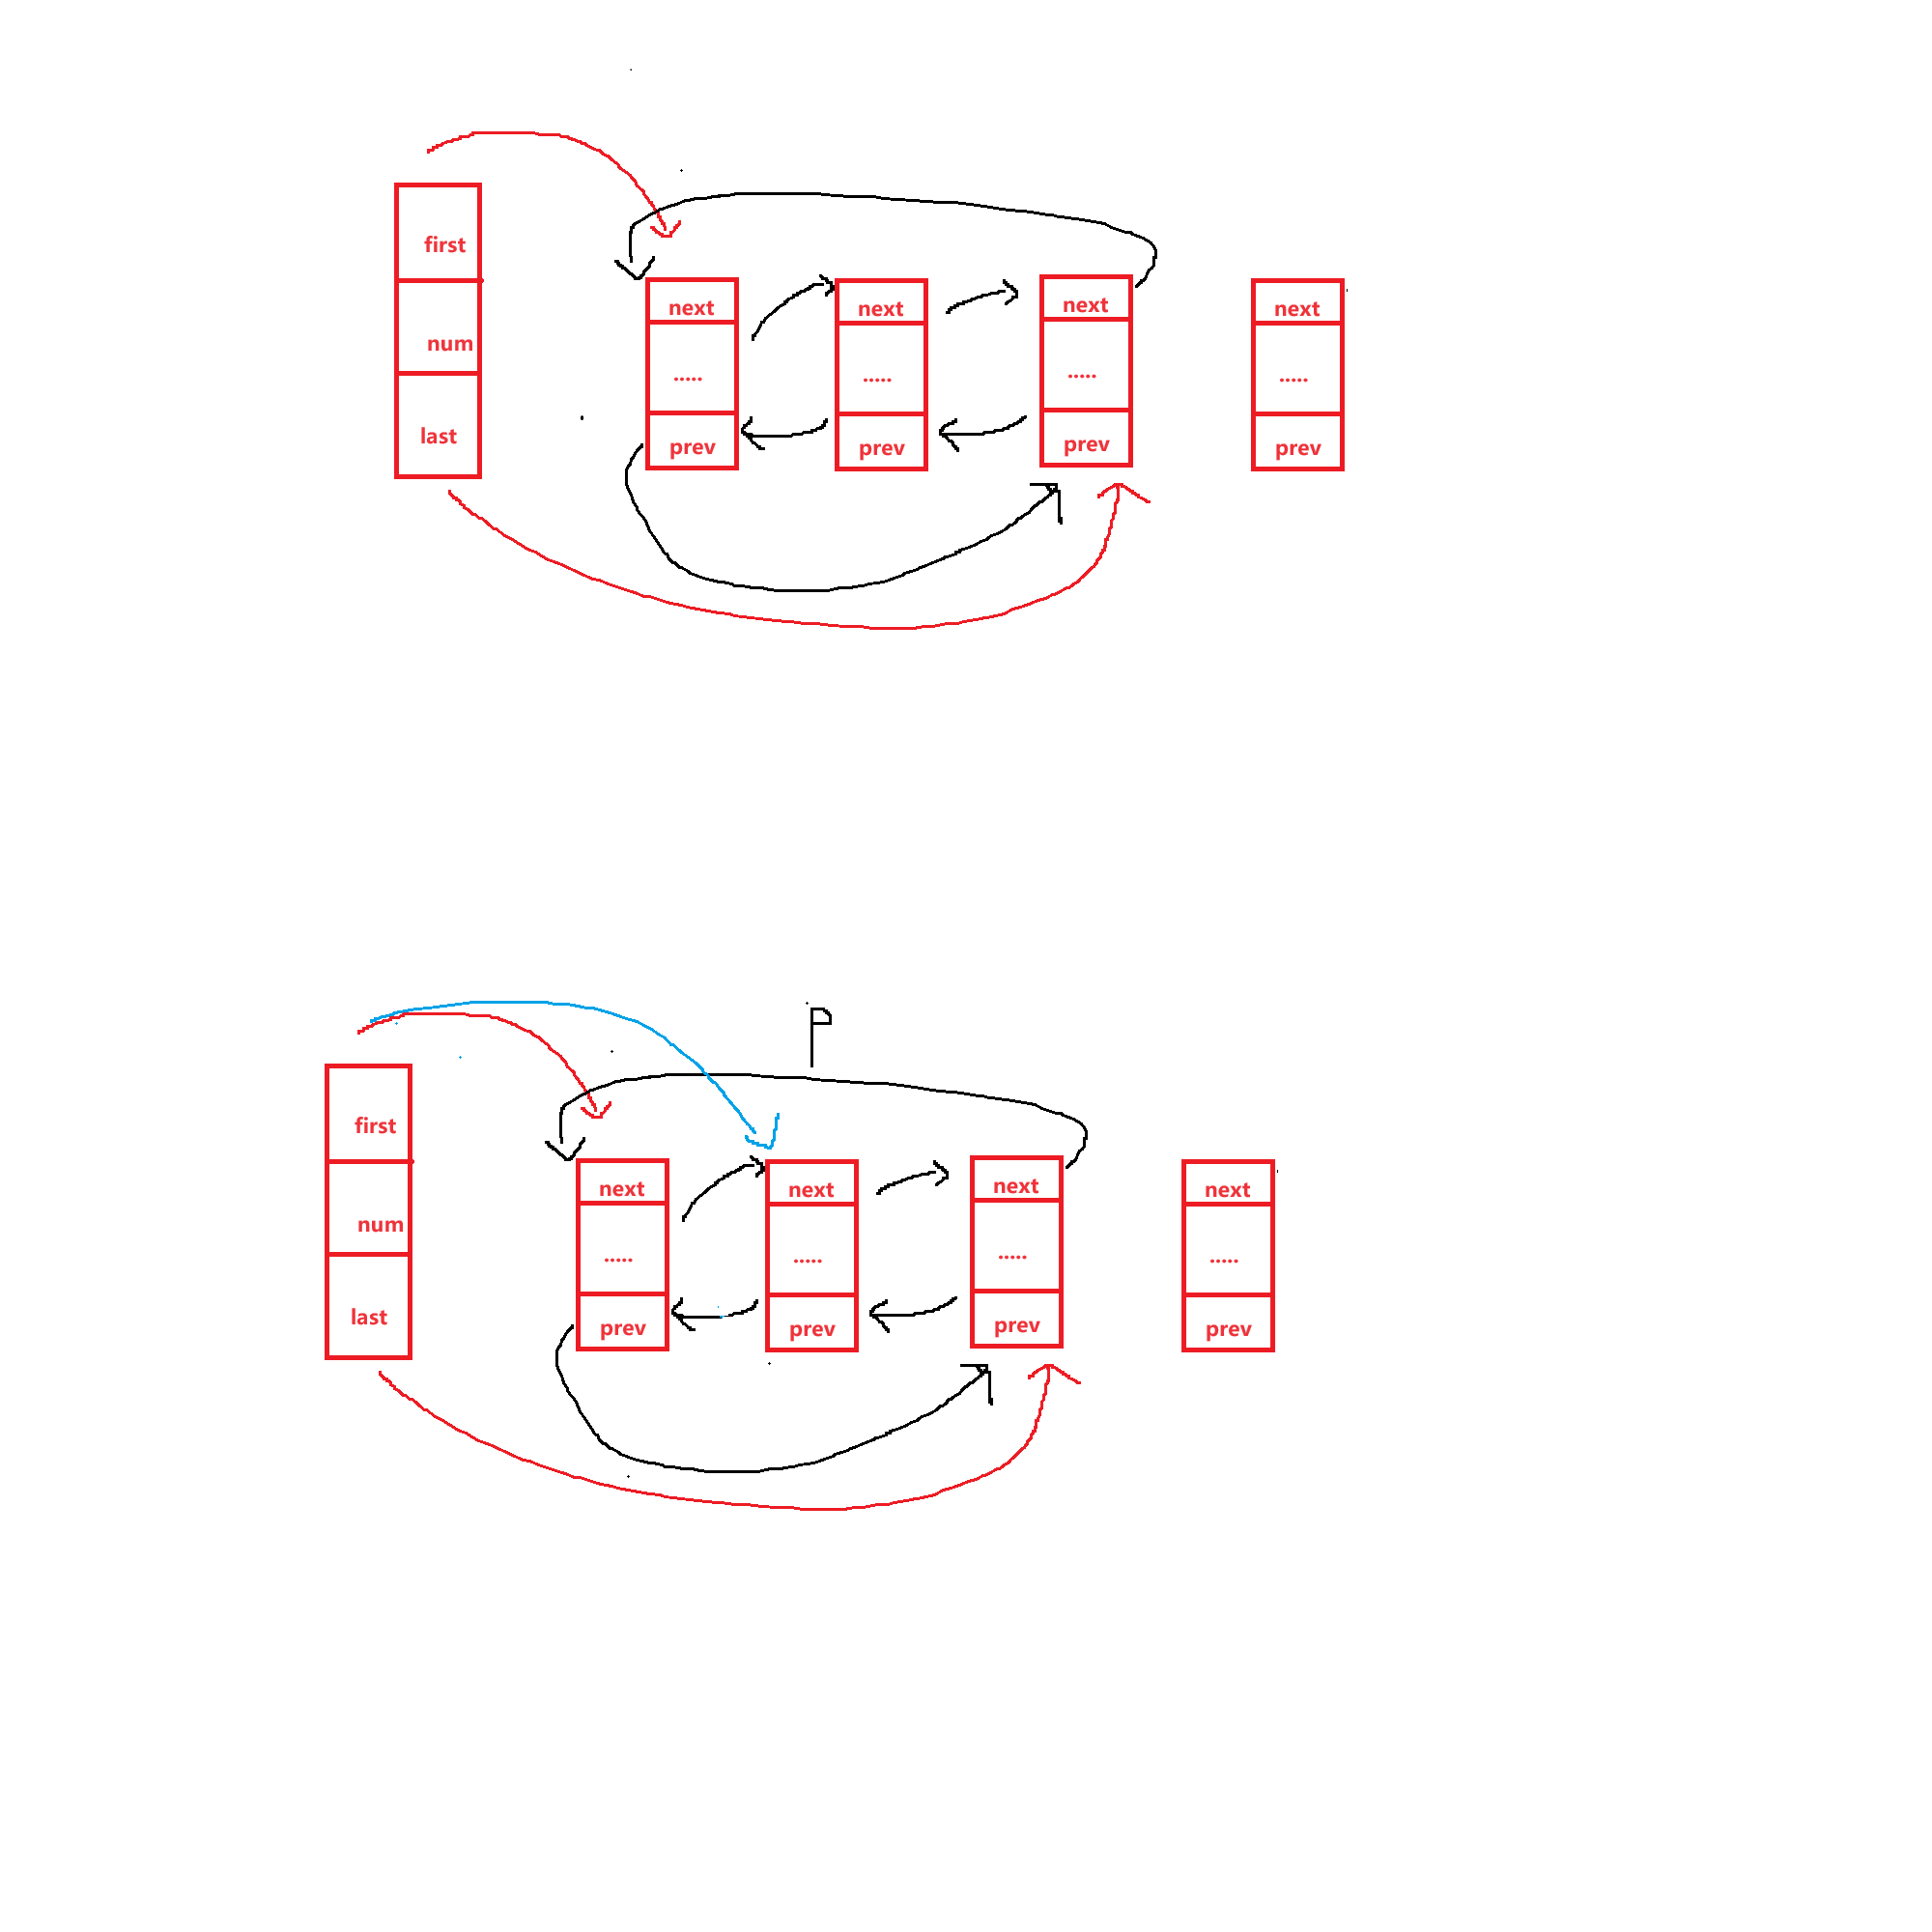 first
num
last
next
.....
prev
next
.....
prev
next
.....
prev
next
.....
prev
P
first
num
last
next
.....
prev
next
.....
prev
next
.....
prev
next
.....
prev